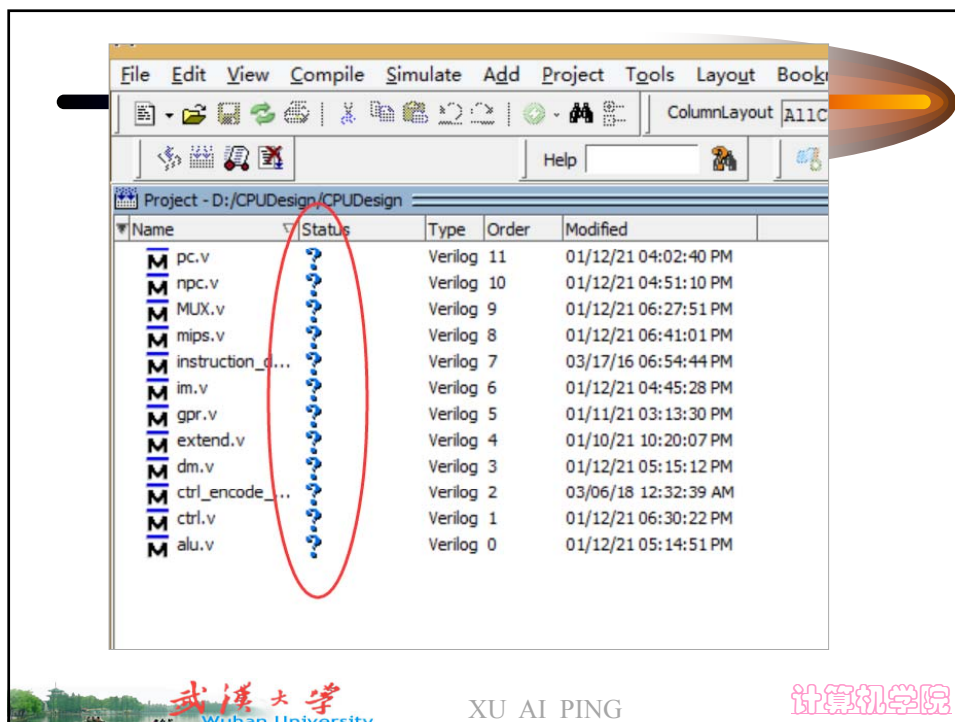 File Edit View Compile Simulate Add Project Tools Layout Book
ColumnLayout AllC
Help
Project - D:/CPUDesign/CPUDesign
Name Status Type Order Modified
pc.v ? Verilog 11 01/12/21 04:02:40 PM
npc.v ? Verilog 10 01/12/21 04:51:10 PM
MUX.v ? Verilog 9 01/12/21 06:27:51 PM
mips.v ? Verilog 8 01/12/21 06:41:01 PM
instruction_d... ? Verilog 7 03/17/16 06:54:44 PM
im.v ? Verilog 6 01/12/21 04:45:28 PM
gpr.v ? Verilog 5 01/11/21 03:13:30 PM
extend.v ? Verilog 4 01/10/21 10:20:07 PM
dm.v ? Verilog 3 01/12/21 05:15:12 PM
ctrl_encode_... ? Verilog 2 03/06/18 12:32:39 AM
ctrl.v ? Verilog 1 01/12/21 06:30:22 PM
alu.v ? Verilog 0 01/12/21 05:14:51 PM
武漢大学
Wuhan University
XU AI PING
计算机学院